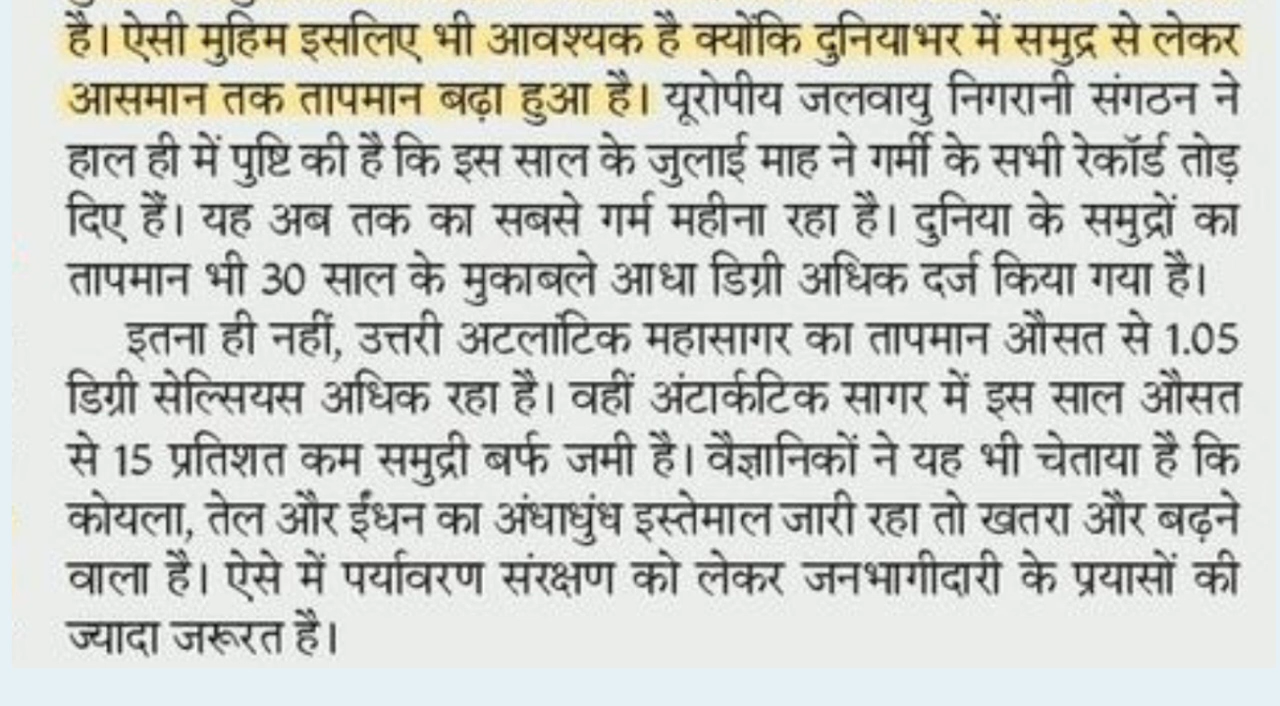 है। ऐसी मुहिम इसलिए भी आवश्यक है क्योंकि दुनियाभर में समुद्र से लेकर
आसमान तक तापमान बढ़ा हुआ है। यूरोपीय जलवायु निगरानी संगठन ने
हाल ही में पुष्टि की है कि इस साल के जुलाई माह ने गर्मी के सभी रेकॉर्ड तोड़
दिए हैं। यह अब तक का सबसे गर्म महीना रहा है। दुनिया के समुद्रों का
तापमान भी 30 साल के मुकाबले आधा डिग्री अधिक दर्ज किया गया है।
इतना ही नहीं, उत्तरी अटलांटिक महासागर का तापमान औसत से 1.05
डिग्री सेल्सियस अधिक रहा है। वहीं अंटार्कटिक सागर में इस साल औसत
से 15 प्रतिशत कम समुद्री बर्फ जमी है। वैज्ञानिकों ने यह भी चेताया है कि
कोयला, तेल और ईंधन का अंधाधुंध इस्तेमाल जारी रहा तो खतरा और बढ़ने
वाला है। ऐसे में पर्यावरण संरक्षण को लेकर जनभागीदारी के प्रयासों की
ज्यादा जरूरत है।